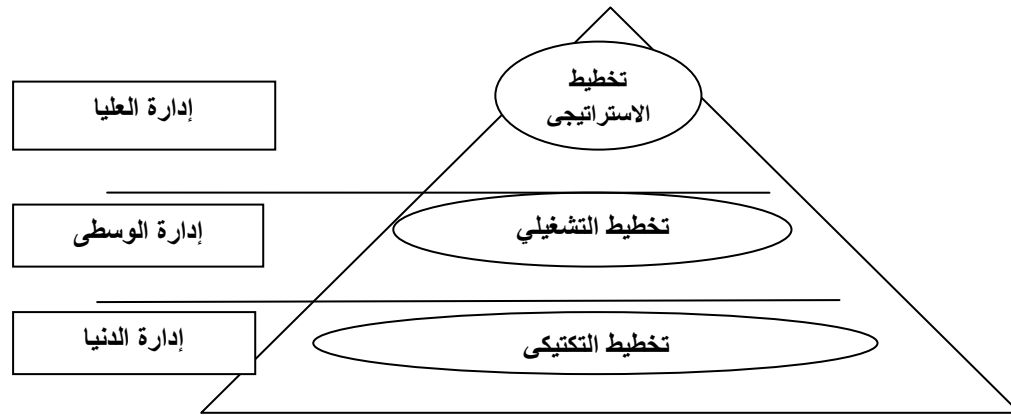 تخطيط
الاستراتيجى
إدارة العليا
تخطيط التشغيلي
إدارة الوسطى
تخطيط التكتيكى
إدارة الدنيا